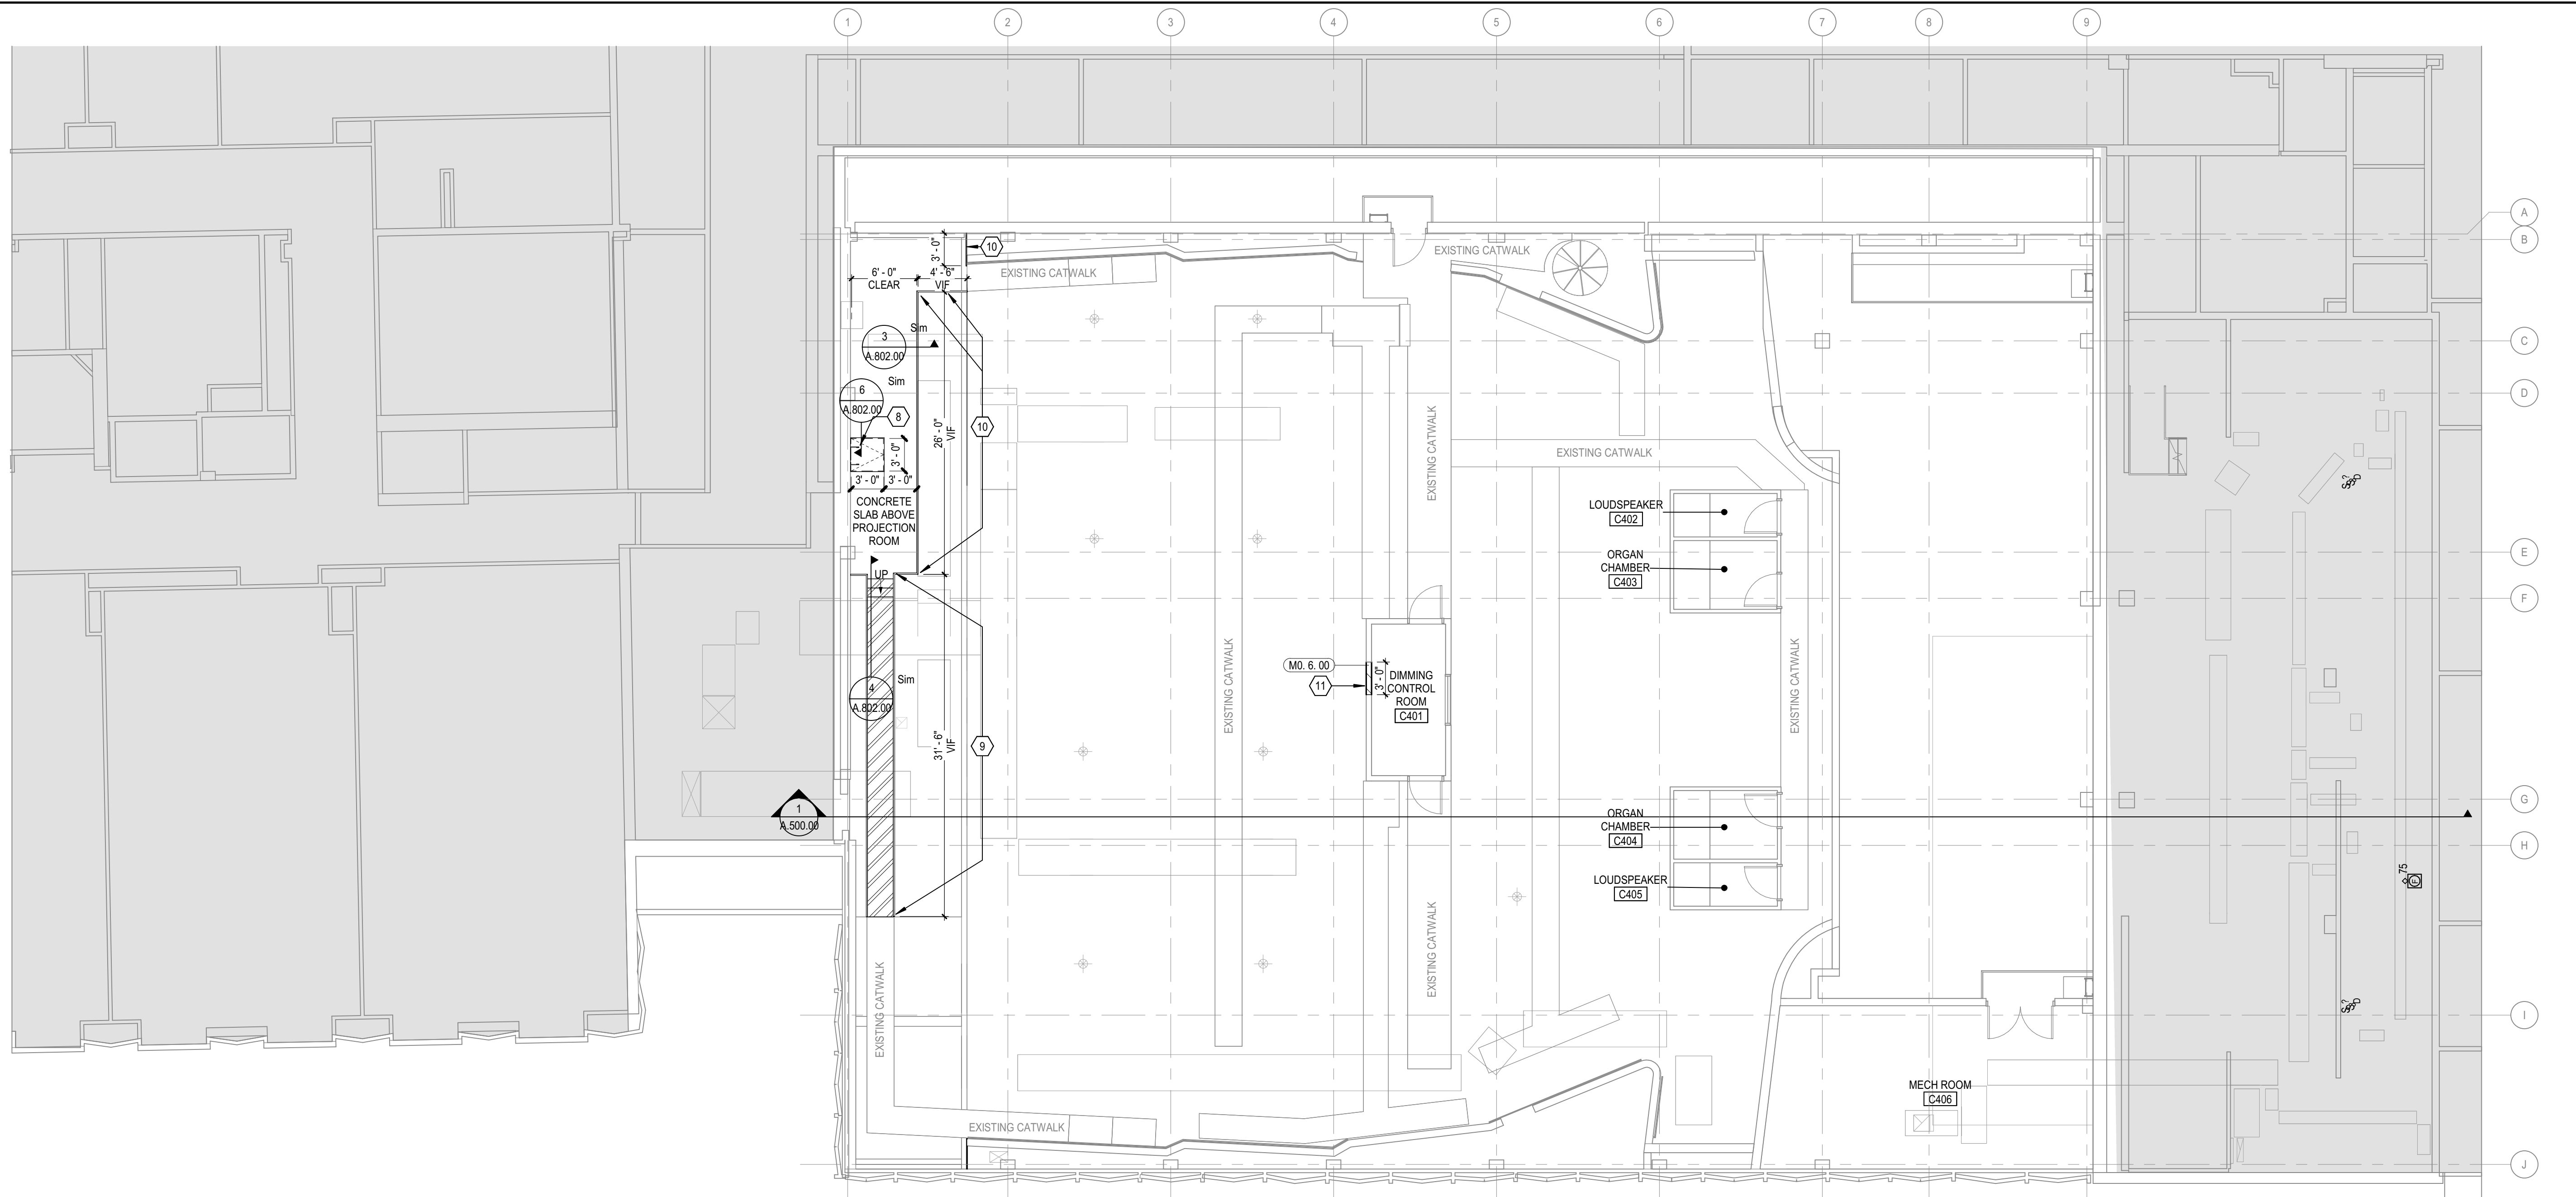 1
2
3
4
5
6
7
8
9
A
B
C
D
E
F
G
H
I
J
3' - 0"
10
EXISTING CATWALK
EXISTING CATWALK
6' - 0"
CLEAR
4' - 6"
VIF
3
A.802.00
Sim
6
A.802.00
Sim
8
26' - 0"
VIF
10
3' - 0"
3' - 0"
3' - 0"
CONCRETE
SLAB ABOVE
PROJECTION
ROOM
UP
EXISTING CATWALK
EXISTING CATWALK
LOUDSPEAKER
C402
ORGAN
CHAMBER
C403
4
A.802.00
Sim
31' - 6"
VIF
9
EXISTING CATWALK
M0. 6. 00
11
3' - 0"
DIMMING
CONTROL
ROOM
C401
EXISTING CATWALK
1
A.500.00
ORGAN
CHAMBER
C404
LOUDSPEAKER
C405
75
F
EXISTING CATWALK
EXISTING CATWALK
MECH ROOM
C406
EXISTING CATWALK